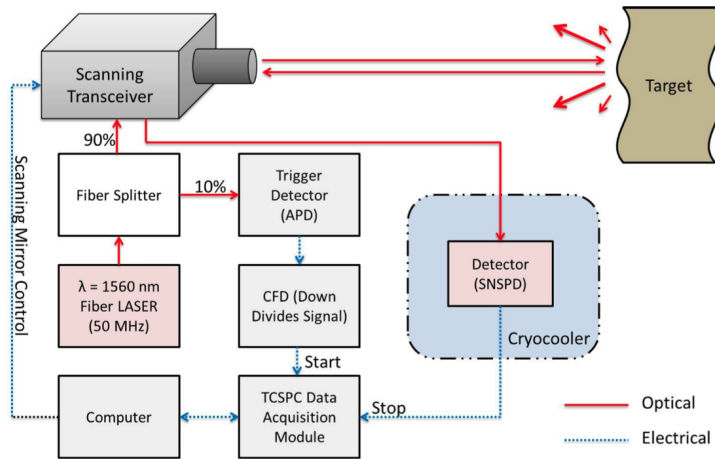 Scanning
Transceiver
Target
90%
Scanning Mirror Control
Fiber Splitter
10%
Trigger
Detector
(APD)
λ = 1560 nm
Fiber LASER
(50 MHz)
CFD (Down
Divides Signal)
Detector
(SNSPD)
Cryocooler
Start
Computer
TCSPC Data
Acquisition
Module
Stop
Optical
Electrical